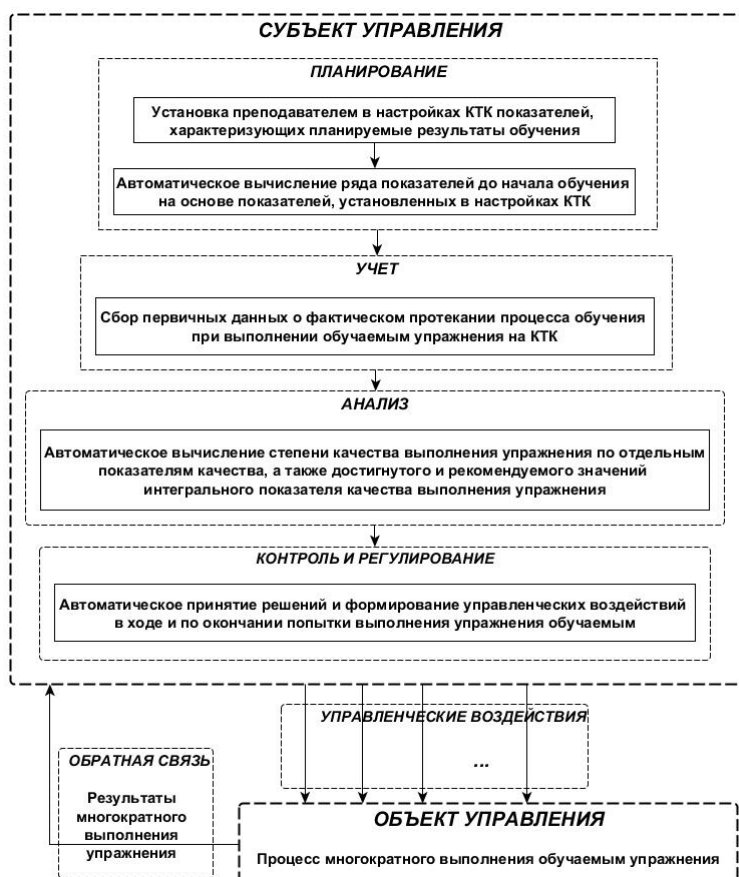 СУБЪЕКТ УПРАВЛЕНИЯ
ПЛАНИРОВАНИЕ
Установка преподавателем в настройках КТК показателей,
характеризующих планируемые результаты обучения
Автоматическое вычисление ряда показателей до начала обучения
на основе показателей, установленных в настройках КТК
УЧЕТ
Сбор первичных данных о фактическом протекании процесса обучения
при выполнении обучаемым упражнения на КТК
АНАЛИЗ
Автоматическое вычисление степени качества выполнения упражнения по отдельным
показателям качества, а также достигнутого и рекомендуемого значений
интегрального показателя качества выполнения упражнения
КОНТРОЛЬ И РЕГУЛИРОВАНИЕ
Автоматическое принятие решений и формирование управленческих воздействий
в ходе и по окончании попытки выполнения упражнения обучаемым
УПРАВЛЕНЧЕСКИЕ ВОЗДЕЙСТВИЯ
...
ОБРАТНАЯ СВЯЗЬ
Результаты
многократного
выполнения
упражнения
ОБЪЕКТ УПРАВЛЕНИЯ
Процесс многократного выполнения обучаемым упражнения